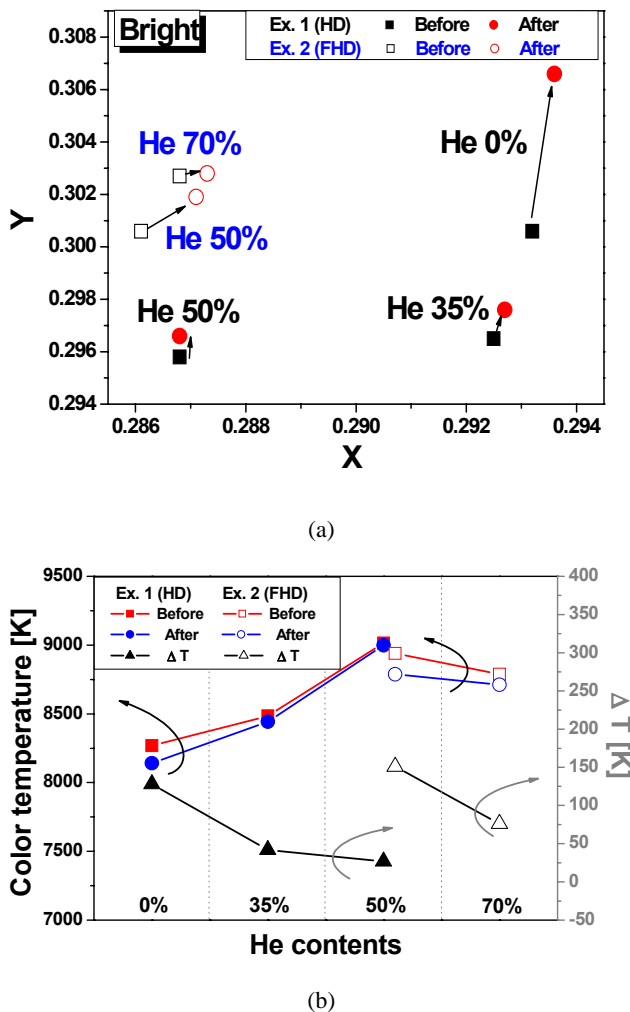 Bright
Ex. 1 (HD) Before After
Ex. 2 (FHD) Before After
0.308
0.306
0.304
0.302
0.300
0.298
0.296
0.294
Y
He 70%
He 0%
He 50%
He 50%
He 35%
0.286 0.288 0.290 0.292 0.294
X
(a)
9500
9000
8500
8000
7500
7000
Color temperature [K]
Ex. 1 (HD) Ex. 2 (FHD)
Before Before
After After
Δ T Δ T
400
350
300
250
200
150
100
50
0
-50
Δ T [K]
0% 35% 50% 70%
He contents
(b)